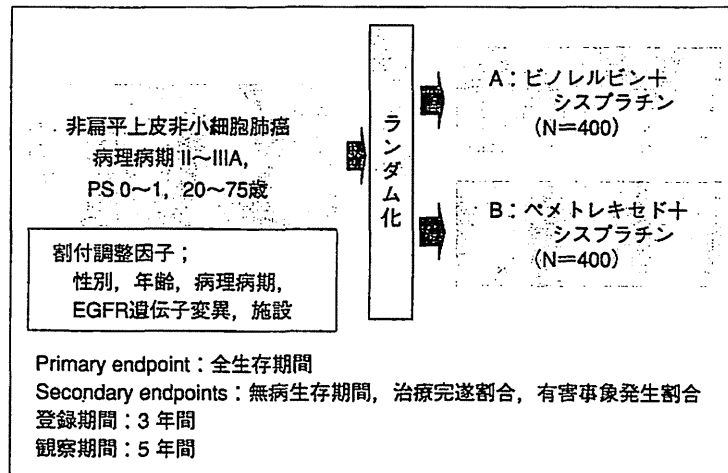 非扁平上皮非小細胞肺癌
病理病期 II～IIIA,
PS 0～1, 20～75歳
割付調整因子；
性別, 年齢, 病理病期,
EGFR遺伝子変異, 施設
ランダム化
A：ビノレルビン＋
シスプラチン
(N＝400)
B：ペメトレキセド＋
シスプラチン
(N＝400)
Primary endpoint：全生存期間
Secondary endpoints：無病生存期間, 治療完遂割合, 有害事象発生割合
登録期間：3 年間
観察期間：5 年間